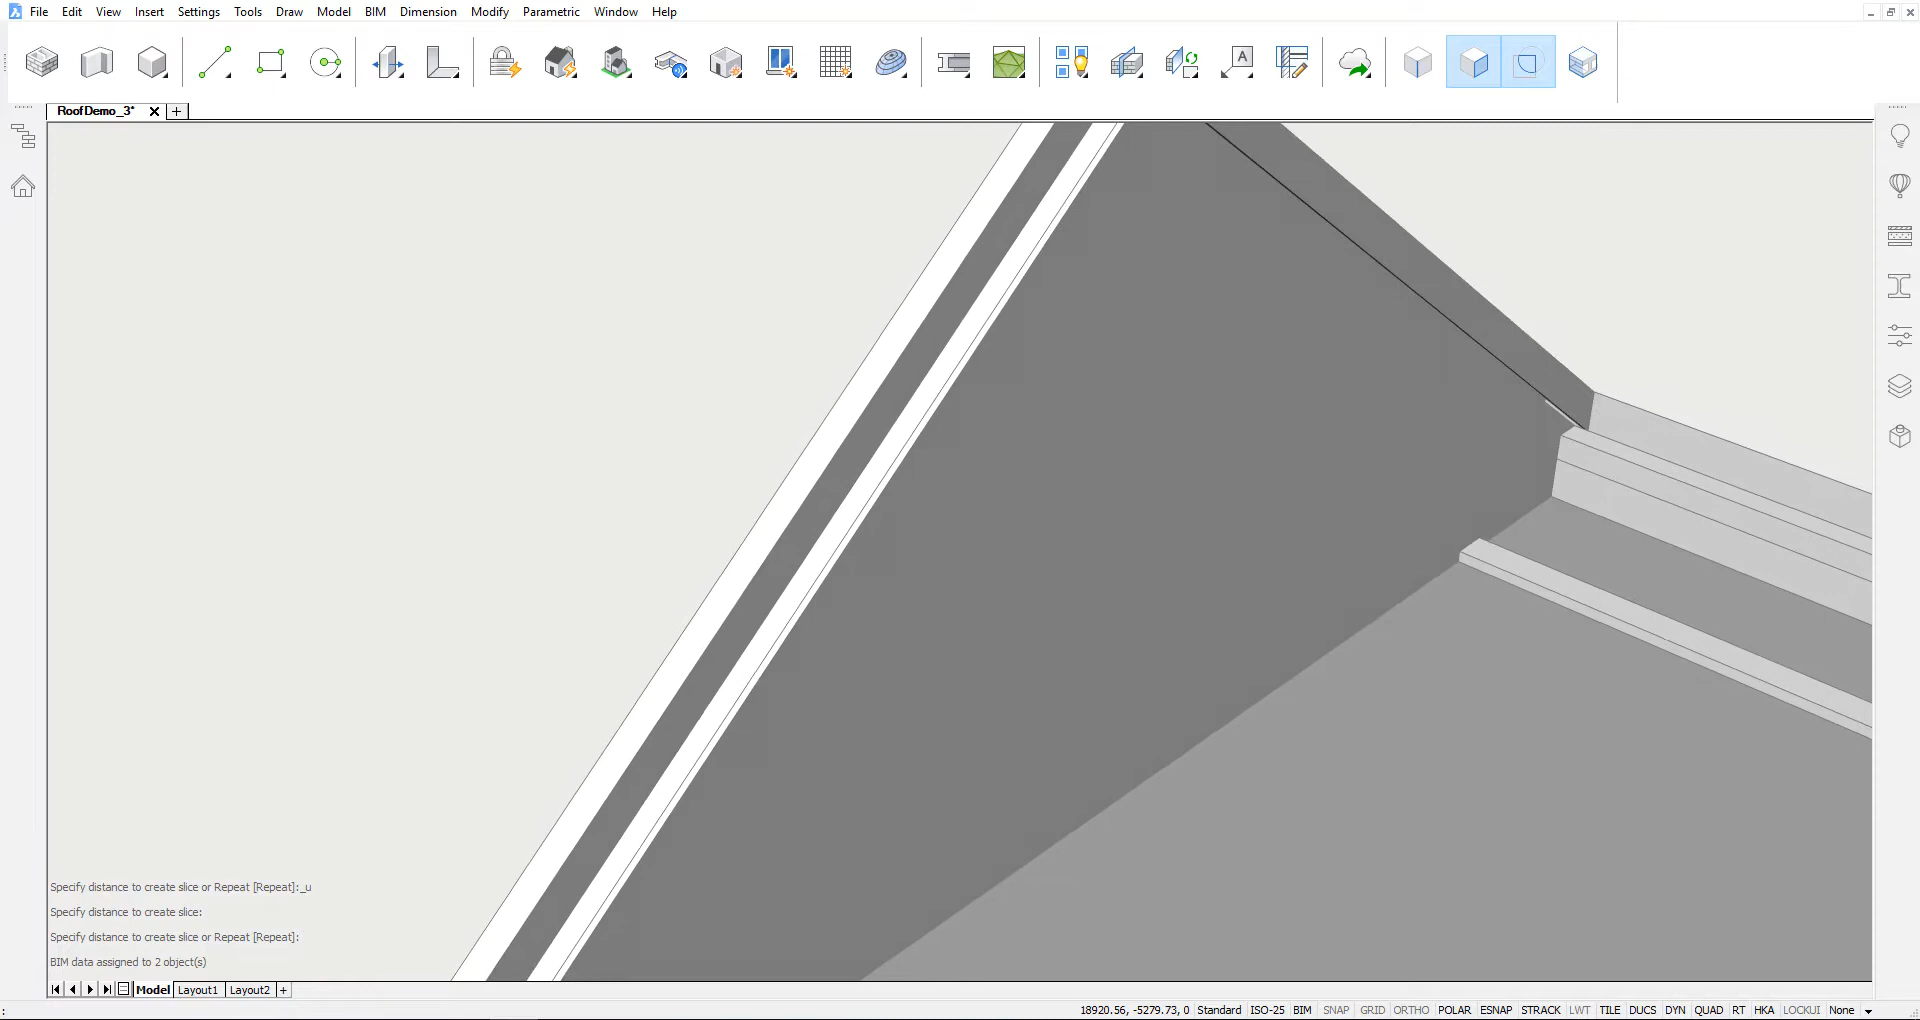 File Edit View Insert Settings Tools Draw Model BIM Dimension Modify Parametric Window Help
A
RoofDemo_3*
Specify distance to create slice or Repeat [Repeat]:_u
Specify distance to create slice:
Specify distance to create slice or Repeat [Repeat]:
BIM data assigned to 2 object(s)
Model Layout1 Layout2 +
: 18920.56, -5279.73, 0 Standard ISO-25 BIM SNAP GRID ORTHO POLAR ESNAP STRACK LWT TILE DUCS DYN QUAD RT HKA LOCKUI None